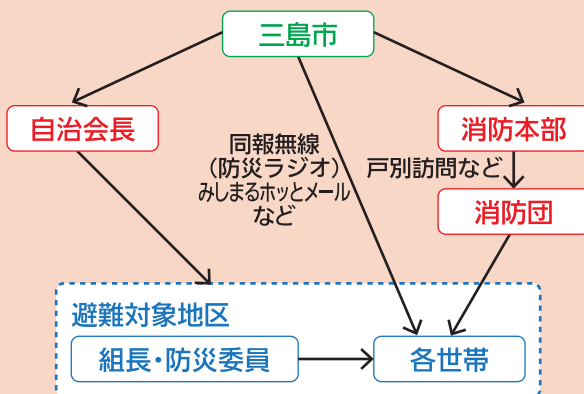 三島市
自治会長
消防本部
同報無線
（防災ラジオ）
みしまるホッとメール
など
戸別訪問など
消防団
避難対象地区
組長・防災委員
各世帯